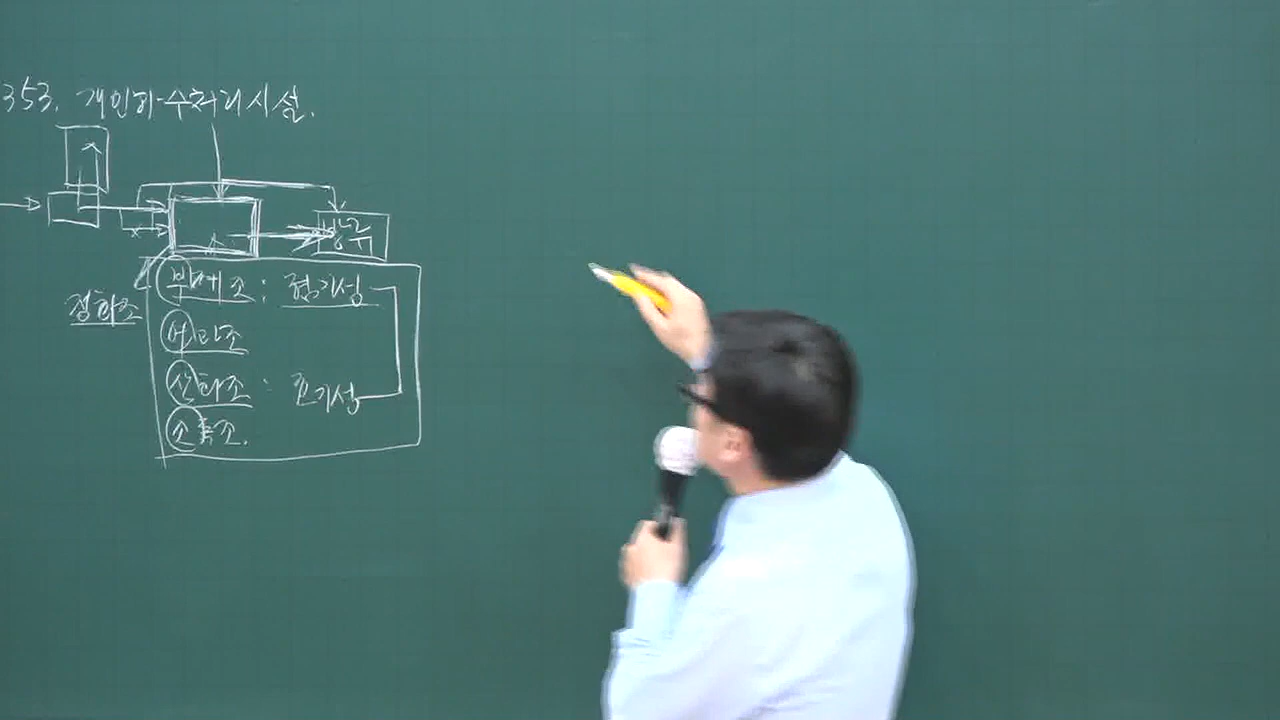 353. 개인하수처리시설.
방류
정화조
부패조 : 혐기성
여과조
산화조 : 호기성
소독조.